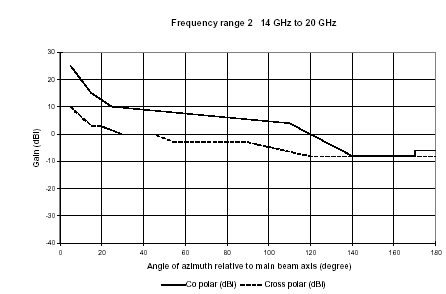 Frequency range 2 14 GHz to 20 GHz
30
20
10
0
-10
-20
-30
-40
Gain (dBi)
0 20 40 60 80 100 120 140 160 180
Angle of azimuth relative to main beam axis (degree)
Co polar (dBi) Cross polar (dBi)